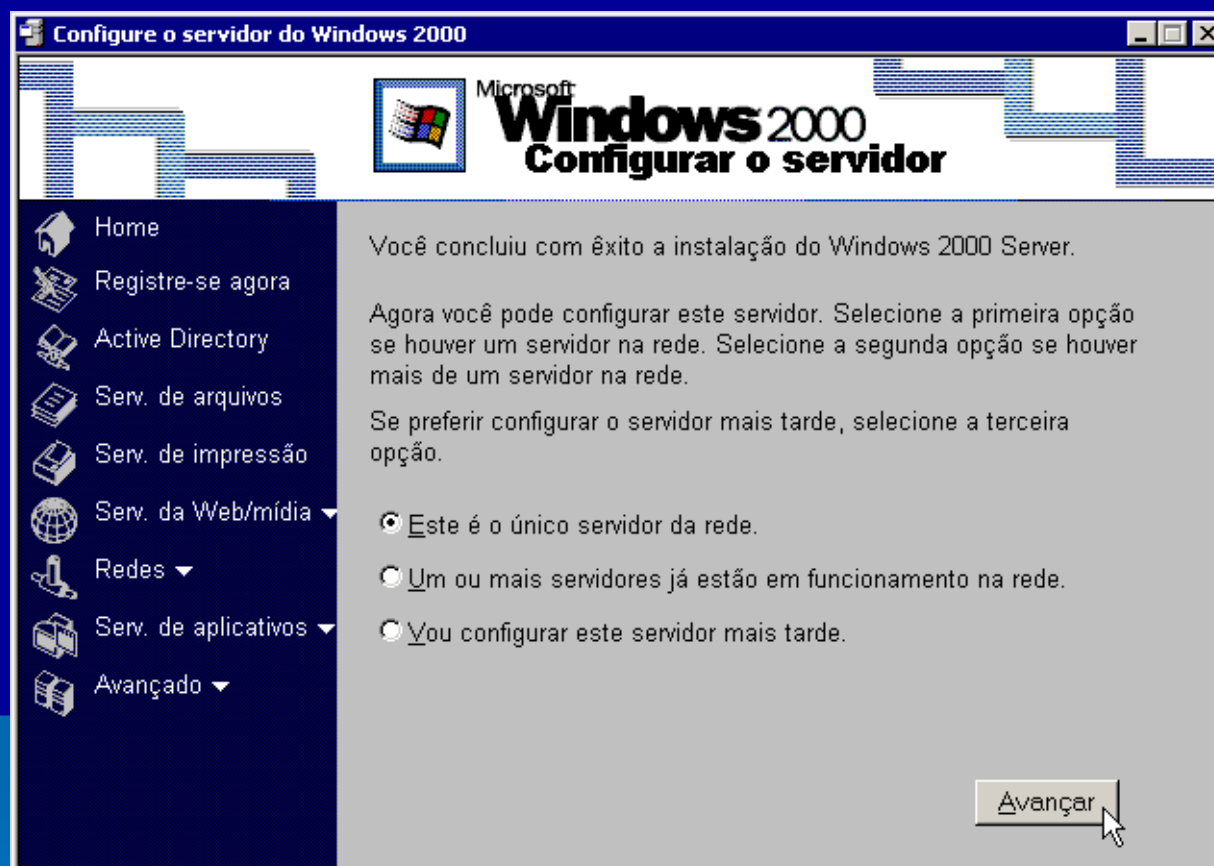 Configure o servidor do Windows 2000
Microsoft
Windows 2000
Configurar o servidor
Home
Registre-se agora
Active Directory
Serv. de arquivos
Serv. de impressão
Serv. da Web/mídia
Redes
Serv. de aplicativos
Avançado
Você concluiu com êxito a instalação do Windows 2000 Server.
Agora você pode configurar este servidor. Selecione a primeira opção
se houver um servidor na rede. Selecione a segunda opção se houver
mais de um servidor na rede.
Se preferir configurar o servidor mais tarde, selecione a terceira
opção.
Este é o único servidor da rede.
Um ou mais servidores já estão em funcionamento na rede.
Vou configurar este servidor mais tarde.
Avançar